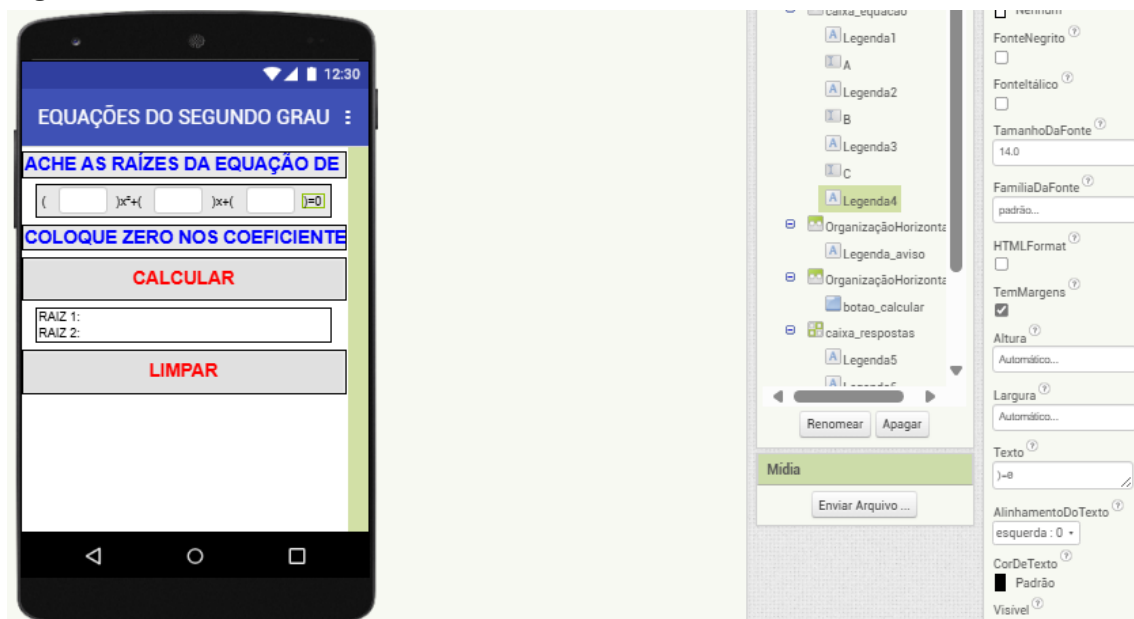 12:30
EQUAÇÕES DO SEGUNDO GRAU
ACHE AS RAÍZES DA EQUAÇÃO DE
( )x²+( )x+( )=0
COLOQUE ZERO NOS COEFICIENTE
CALCULAR
RAIZ 1:
RAIZ 2:
LIMPAR
caixa_equacao
Legenda1
A
Legenda2
B
Legenda3
C
Legenda4
OrganizaçãoHorizonta
Legenda_aviso
OrganizaçãoHorizonta
botao_calcular
caixa_respostas
Legenda5
Renomear Apagar
Mídia
Enviar Arquivo ...
Nenhum
FonteNegrito
FonteItálico
TamanhoDaFonte
14.0
FamíliaDaFonte
padrão...
HTMLFormat
TemMargens
Altura
Automático...
Largura
Automático...
Texto
)=0
AlinhamentoDoTexto
esquerda : 0
CorDeTexto
Padrão
Visível